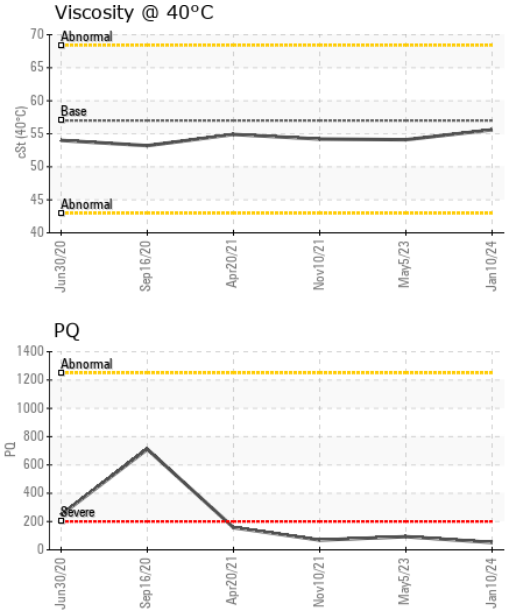 Viscosity @ 40°C
cSt (40°C)
70
65
60
55
50
45
40
Abnormal
Base
Abnormal
Jun30/20
Sep16/20
Apr20/21
Nov10/21
May5/23
Jan10/24
PQ
PQ
1400
1200
1000
800
600
400
200
0
Abnormal
Severe
Jun30/20
Sep16/20
Apr20/21
Nov10/21
May5/23
Jan10/24